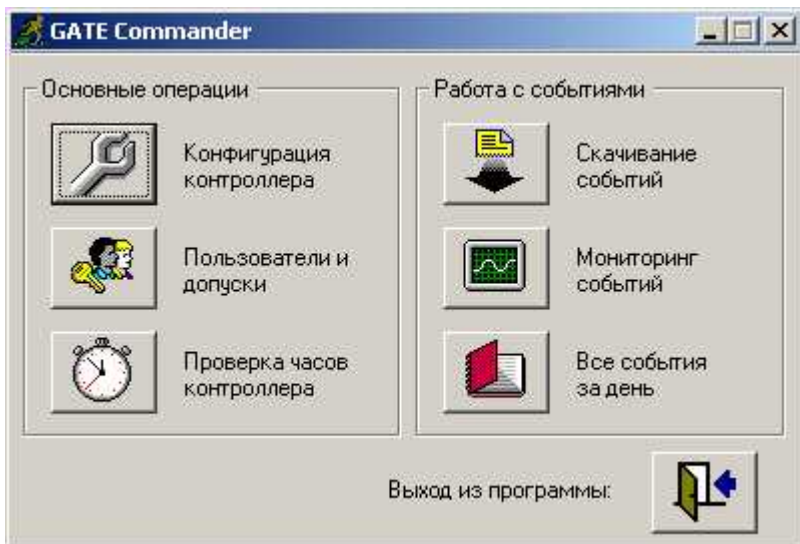 GATE Commander
Основные операции
Конфигурация
контроллера
Пользователи и
допуски
Проверка часов
контроллера
Работа с событиями
Скачивание
событий
Мониторинг
событий
Все события
за день
Выход из программы: